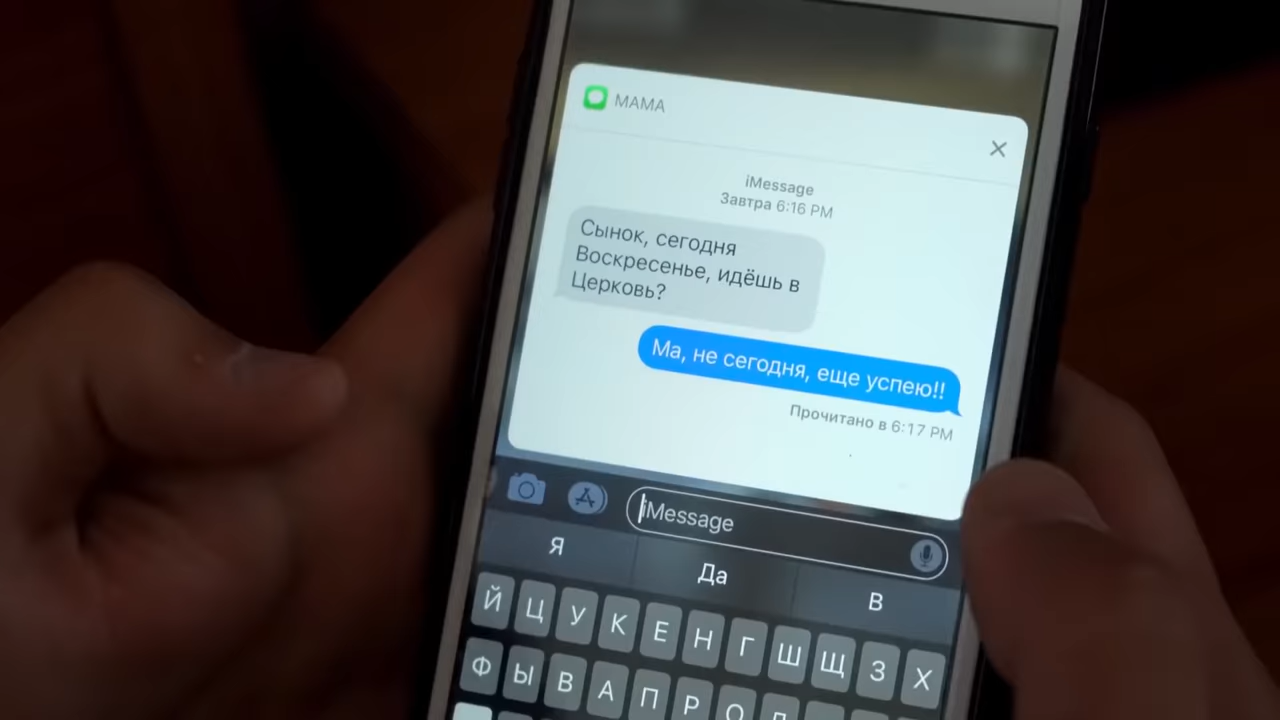 МАМА
iMessage
Завтра 6:16 PM
Сынок, сегодня
Воскресенье, идёшь в
Церковь?
Ма, не сегодня, еще успею!!
Прочитано в 6:17 PM
iMessage
Я Да В
Й Ц У К Е Н Г Ш Щ З Х
Ф Ы В А П Р О Л